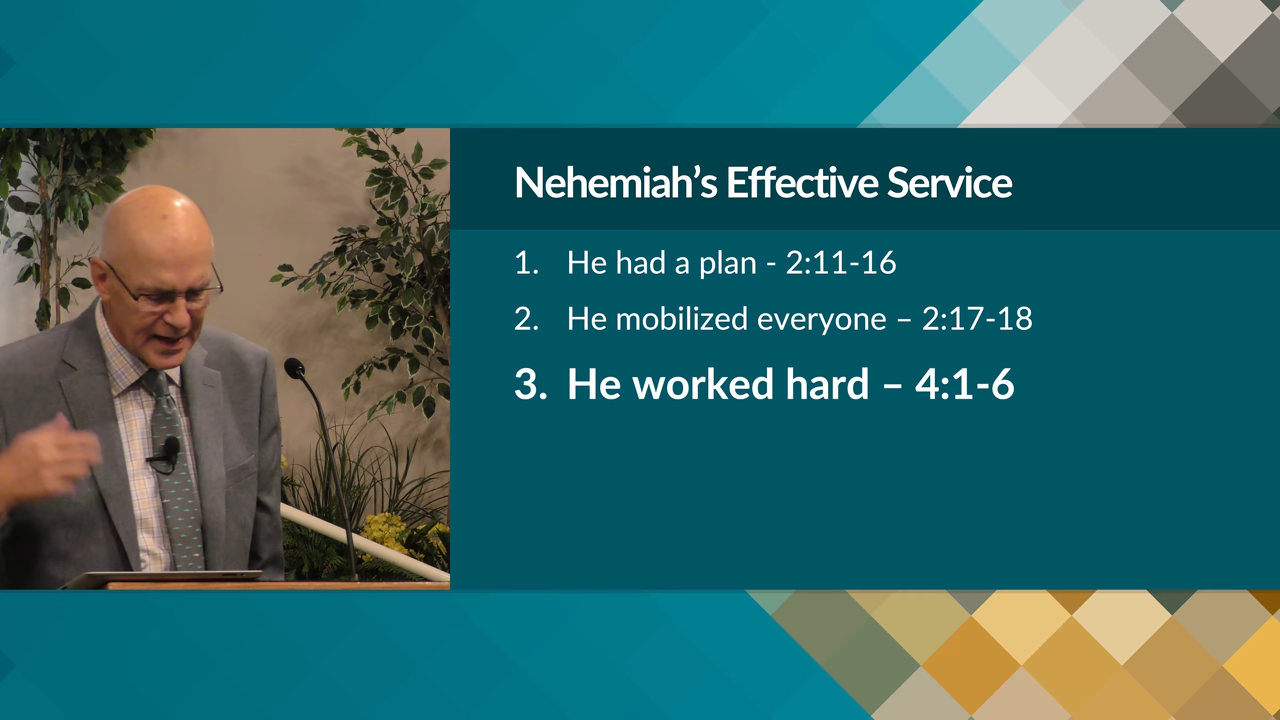 Nehemiah’s Effective Service
1. He had a plan - 2:11-16
2. He mobilized everyone – 2:17-18
3. He worked hard – 4:1-6